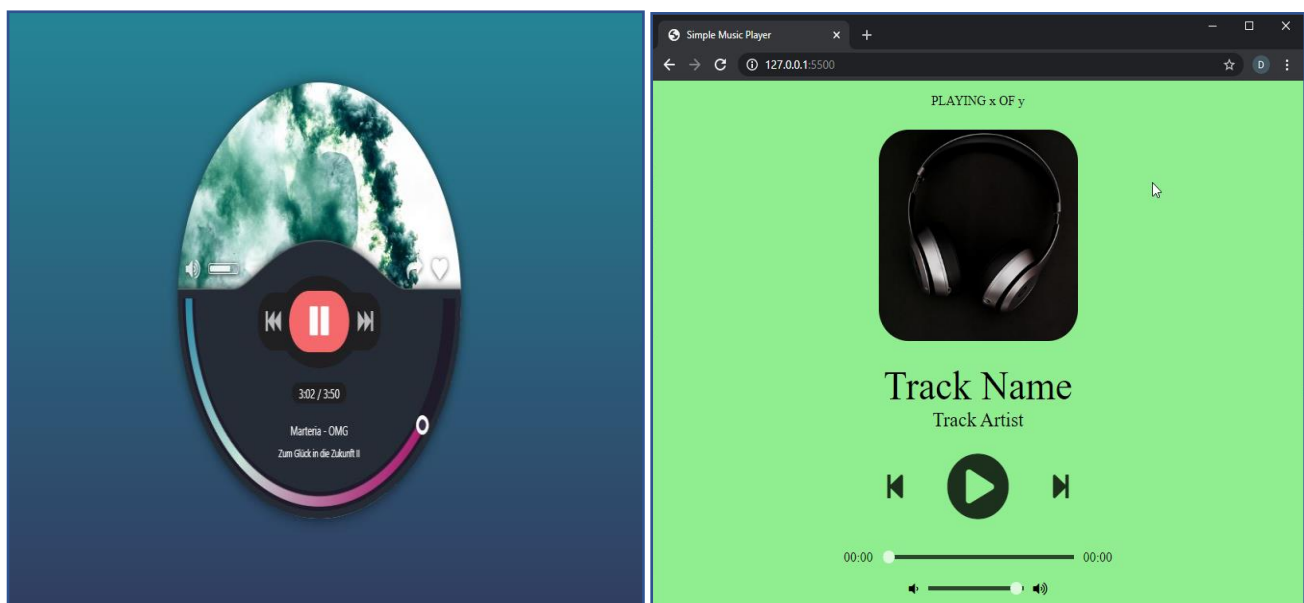 3:02 / 3:50
Marteria - OMG
Zum Glück in die Zukunft II
Simple Music Player
127.0.0.1:5500
D
PLAYING x OF y
Track Name
Track Artist
00:00
00:00